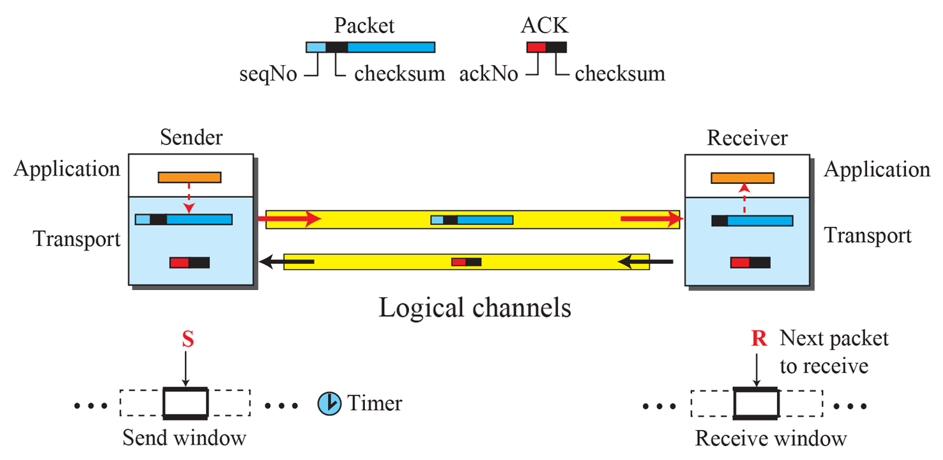 Packet
ACK
seqNo
checksum
ackNo
checksum
Sender
Receiver
Application
Application
Transport
Transport
Logical channels
S
R
Next packet
to receive
•••
•••
Timer
•••
•••
Send window
Receive window